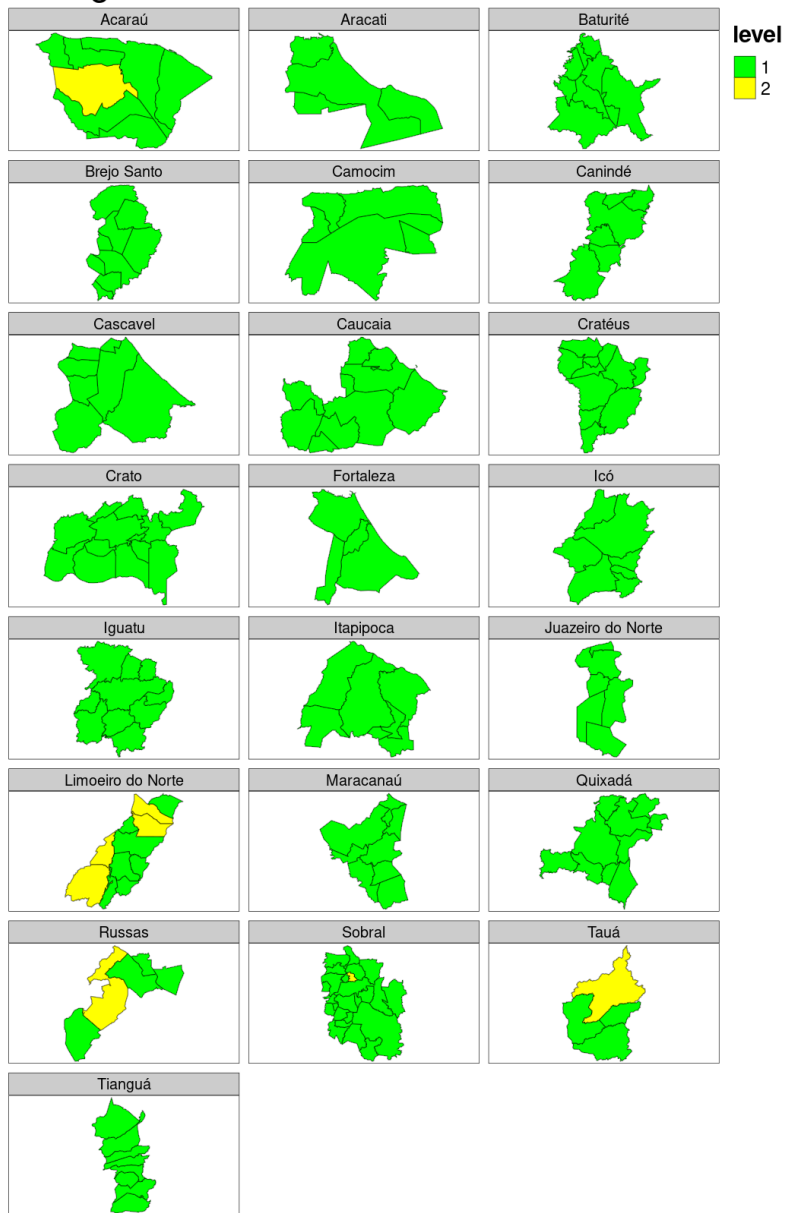 Acaraú
Aracati
Baturité
level
1
2
Brejo Santo
Camocim
Canindé
Cascavel
Caucaia
Cratéus
Crato
Fortaleza
Icó
Iguatu
Itapipoca
Juazeiro do Norte
Limoeiro do Norte
Maracanaú
Quixadá
Russas
Sobral
Tauá
Tianguá